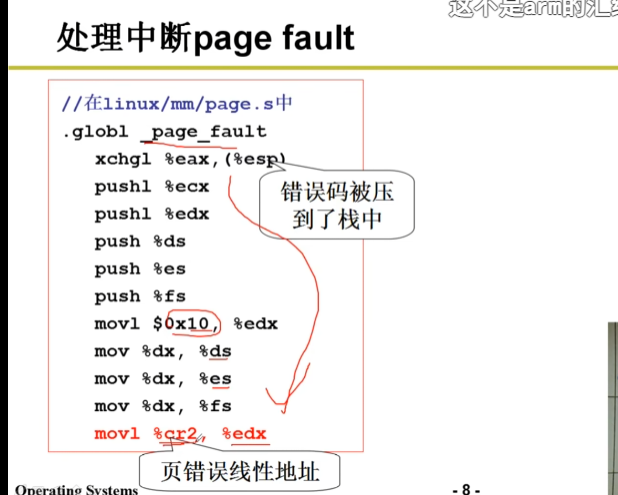 这不是arm的汇
处理中断page fault
//在linux/mm/page.s中
.globl _page_fault
xchgl %eax,(%esp)
pushl %ecx
pushl %edx
push %ds
push %es
push %fs
movl $0x10, %edx
mov %dx, %ds
mov %dx, %es
mov %dx, %fs
movl %cr2, %edx
错误码被压
到了栈中
页错误线性地址
Operating Systems
- 8 -